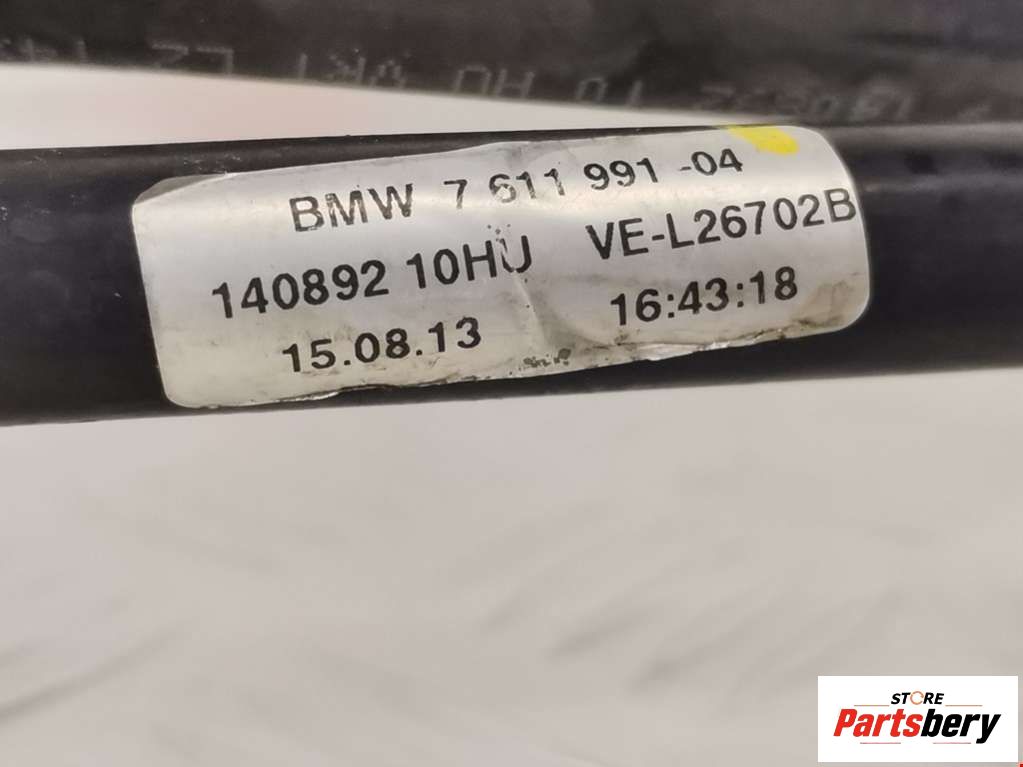 BMW 7 611 991 -04
140892 10HU VE-L26702B
15.08.13 16:43:18
STORE
Partsbery